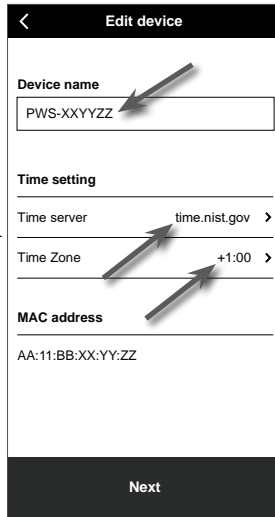 Edit device
Device name
PWS-XXYYZZ
Time setting
Time server time.nist.gov
Time Zone +1:00
MAC address
AA:11:BB:XX:YY:ZZ
Next